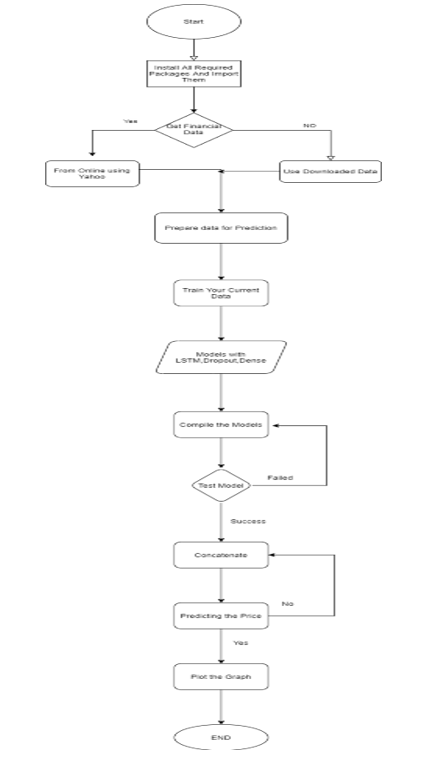 Start
Install All Required
Packages And Import
Them
Get Financial
Data
Yes
NO
From Online using
Yahoo
Use Downloaded Data
Prepare data for Prediction
Train Your Current
Data
Models with
LSTM,Dropout,Dense
Compile the Models
Test Model
Failed
Success
Concatenate
Predicting the Price
No
Yes
Plot the Graph
END